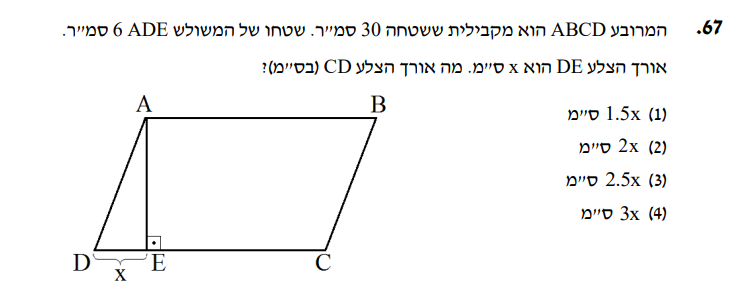 67. המרובע ABCD הוא מקבילית ששטחה 30 סמ״ר. שטחו של המשולש ADE 6 סמ״ר.
אורך הצלע DE הוא x ס״מ. מה אורך הצלע CD (בס״מ)?
(1) 1.5x ס״מ
(2) 2x ס״מ
(3) 2.5x ס״מ
(4) 3x ס״מ
A B
D E C
x